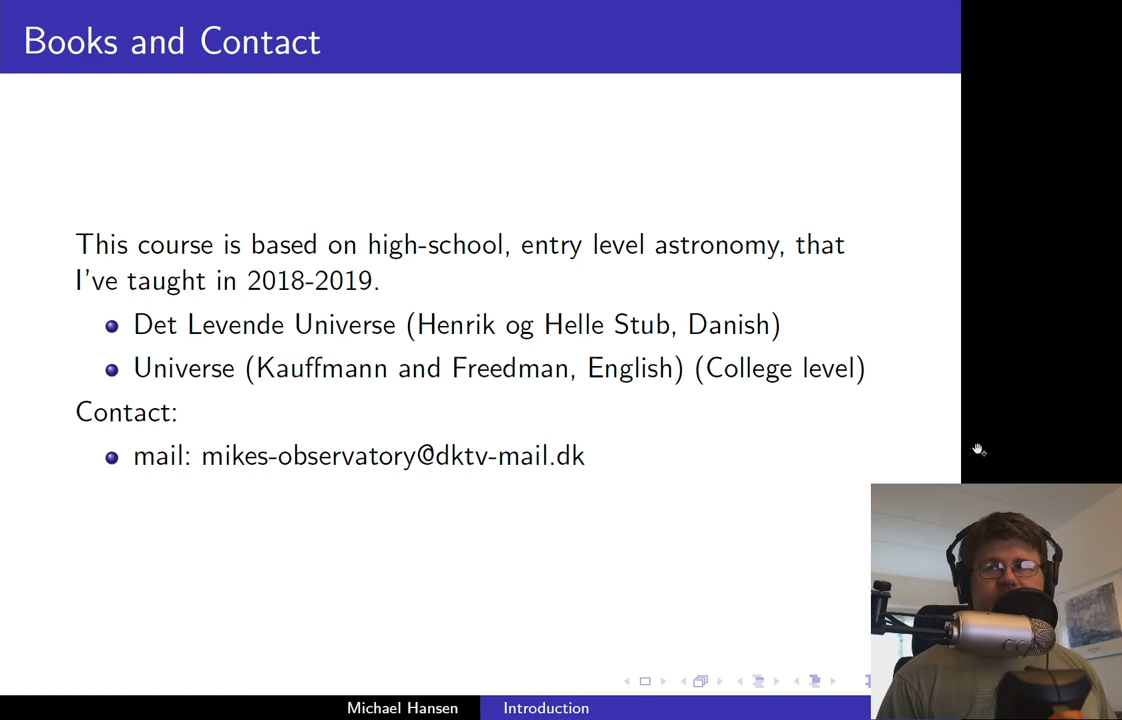 Books and Contact
This course is based on high-school, entry level astronomy, that
I've taught in 2018-2019.
Det Levende Universe (Henrik og Helle Stub, Danish)
Universe (Kauffmann and Freedman, English) (College level)
Contact:
mail: mikes-observatory@dktv-mail.dk
Michael Hansen
Introduction